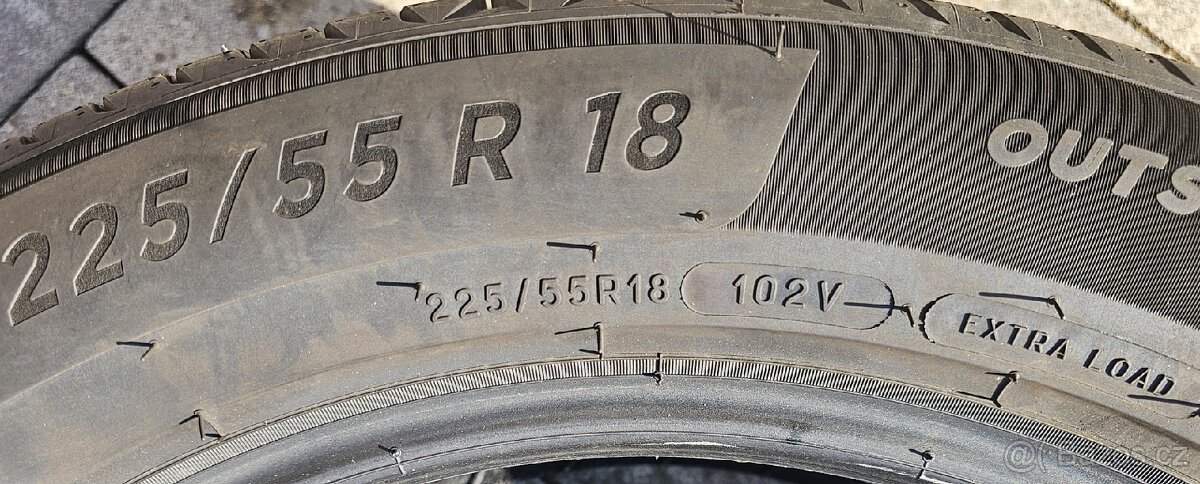 225/55 R 18
OUTS
225/55R18 102V
EXTRA LOAD